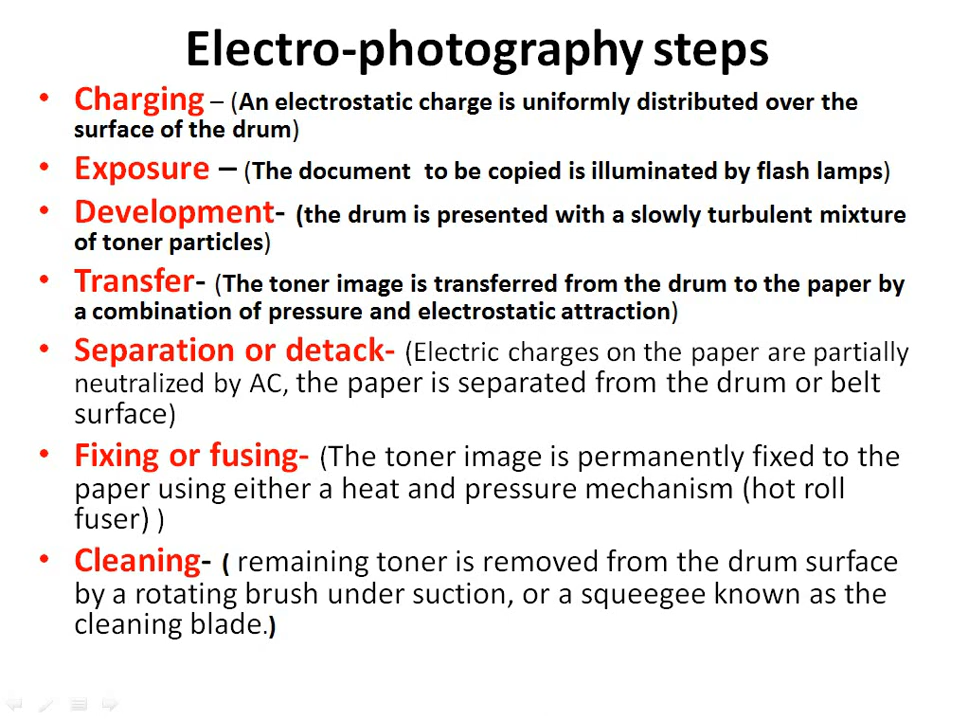 Electro-photography steps
• Charging – (An electrostatic charge is uniformly distributed over the
surface of the drum)
• Exposure – (The document  to be copied is illuminated by flash lamps)
• Development- (the drum is presented with a slowly turbulent mixture
of toner particles)
• Transfer- (The toner image is transferred from the drum to the paper by
a combination of pressure and electrostatic attraction)
• Separation or detack- (Electric charges on the paper are partially
neutralized by AC, the paper is separated from the drum or belt
surface)
• Fixing or fusing- (The toner image is permanently fixed to the
paper using either a heat and pressure mechanism (hot roll
fuser) )
• Cleaning- ( remaining toner is removed from the drum surface
by a rotating brush under suction, or a squeegee known as the
cleaning blade.)